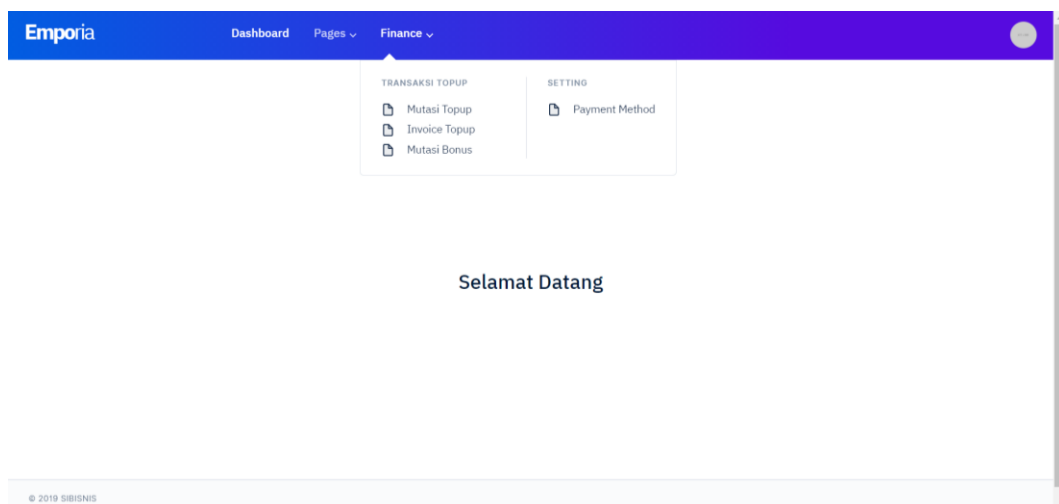 Emporia
Dashboard Pages Finance
TRANSAKSI TOPUP
Mutasi Topup
Invoice Topup
Mutasi Bonus
SETTING
Payment Method
Selamat Datang
© 2019 SIBISNIS